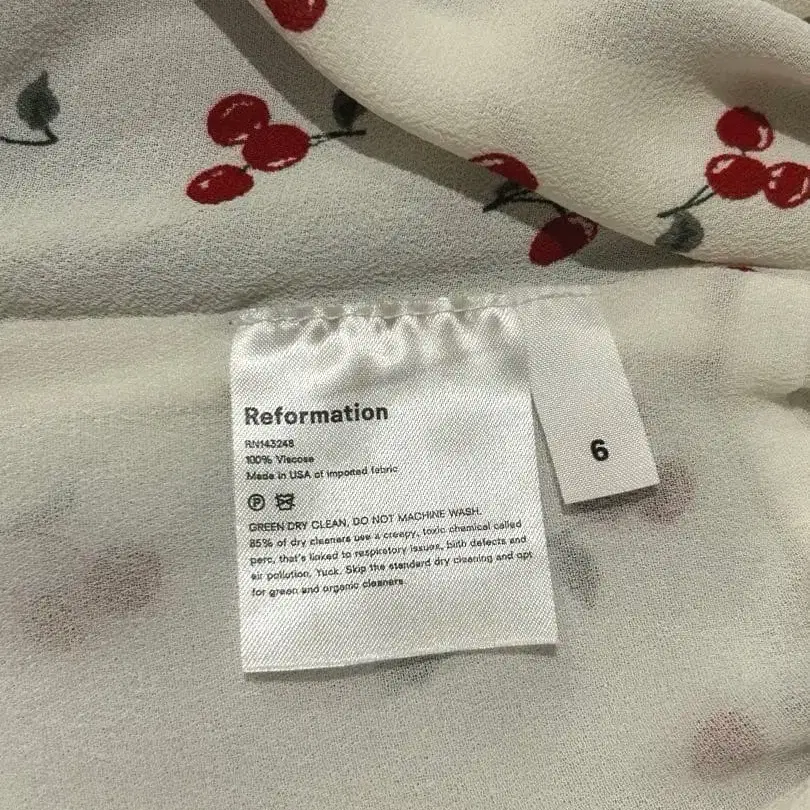 Reformation
RN143248
100% Viscose
Made in USA of imported fabric
P
GREEN DRY CLEAN, DO NOT MACHINE WASH.
85% of dry cleaners use a creepy, toxic chemical called
perc, that's linked to respiratory issues, birth defects and
air pollution. Yuck. Skip the standard dry cleaning and opt
for green and organic cleaners.
6